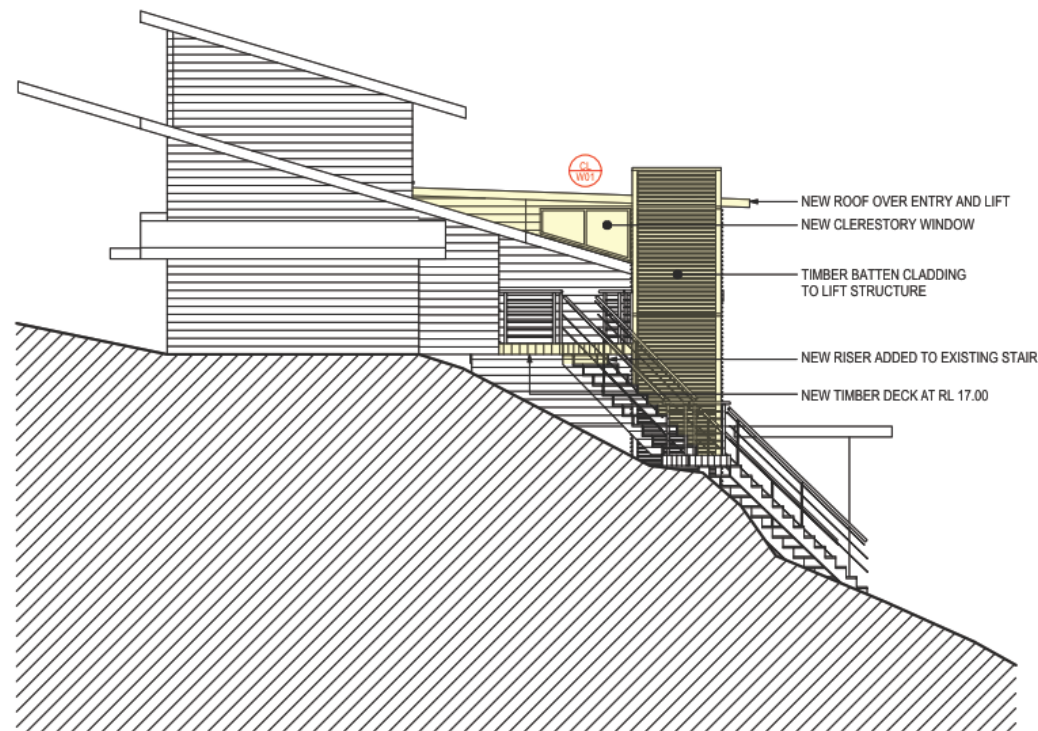 CL
W01
NEW ROOF OVER ENTRY AND LIFT
NEW CLERESTORY WINDOW
TIMBER BATTEN CLADDING
TO LIFT STRUCTURE
NEW RISER ADDED TO EXISTING STAIR
NEW TIMBER DECK AT RL 17.00